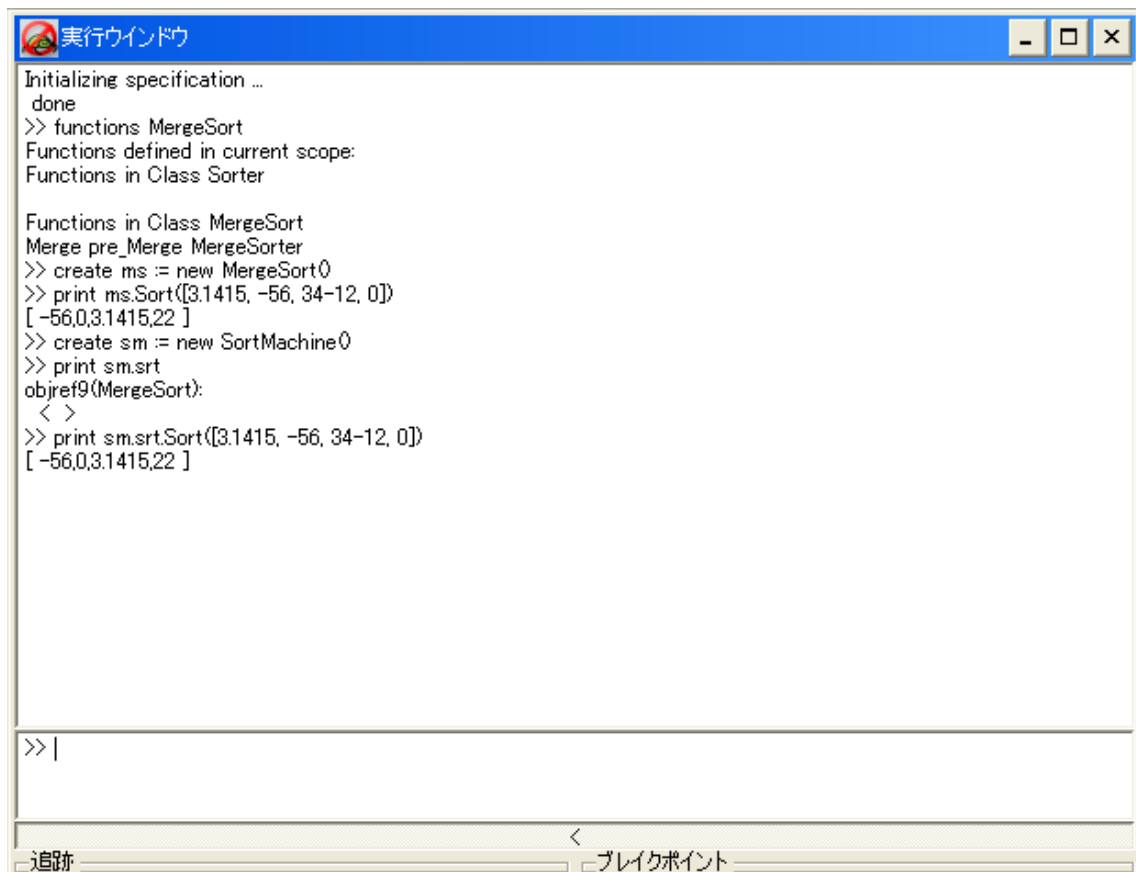 実行ウインドウ
Initializing specification ...
done
>> functions MergeSort
Functions defined in current scope:
Functions in Class Sorter
Functions in Class MergeSort
Merge pre_Merge MergeSorter
>> create ms := new MergeSort()
>> print ms.Sort([3.1415, -56, 34-12, 0])
[ -56,0,3.1415,22 ]
>> create sm := new SortMachine()
>> print sm.srt
objref9(MergeSort):
< >
>> print sm.srt.Sort([3.1415, -56, 34-12, 0])
[ -56,0,3.1415,22 ]
>>
<
追跡
ブレイクポイント